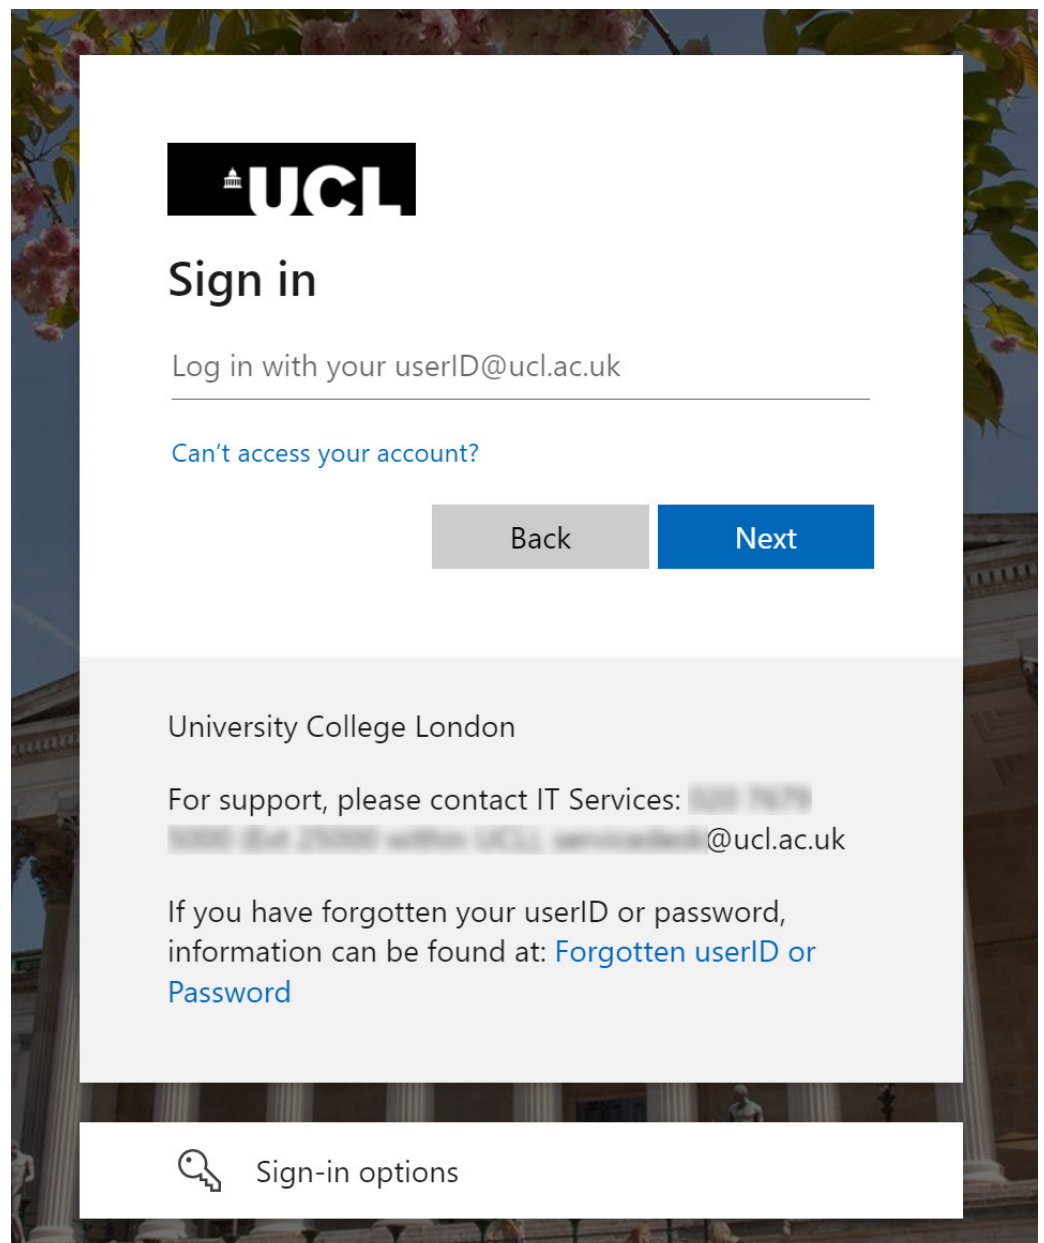 UCL
Sign in
Log in with your userID@ucl.ac.uk
Can't access your account?
Back
Next
University College London
For support, please contact IT Services:
@ucl.ac.uk
If you have forgotten your userID or password,
information can be found at: Forgotten userID or
Password
Sign-in options